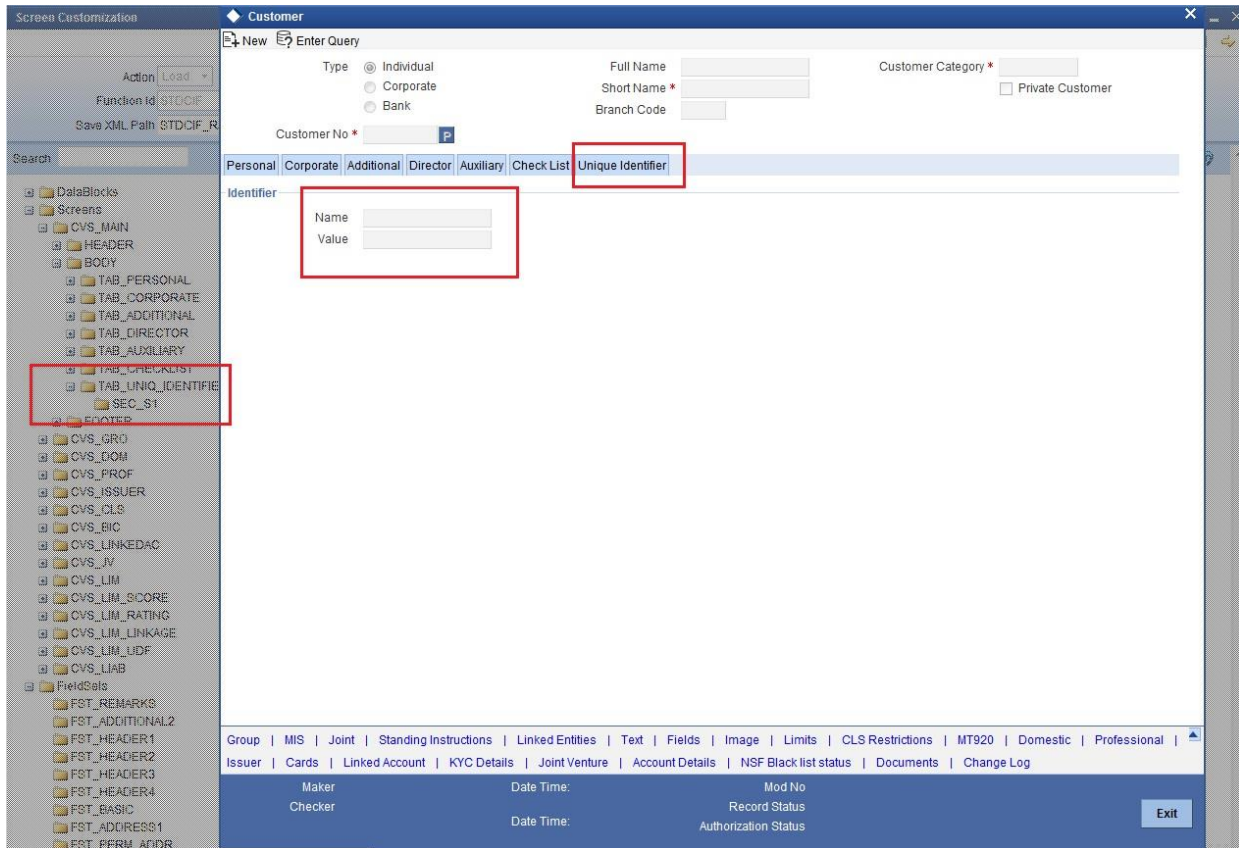 Screen Customization
Action Load
Function Id STDCIF
Save XML Path STDCIF_R
Search
DataBlocks
Screens
CVS_MAIN
HEADER
BODY
TAB_PERSONAL
TAB_CORPORATE
TAB_ADDITIONAL
TAB_DIRECTOR
TAB_AUXILIARY
TAB_CHECKLIST
TAB_UNIQ_IDENTIFIE
SEC_S1
FOOTER
CVS_GRO
CVS_DOM
CVS_PROF
CVS_ISSUER
CVS_CLS
CVS_BIC
CVS_LINKEDAC
CVS_JV
CVS_LIM
CVS_LIM_SCORE
CVS_LIM_RATING
CVS_LIM_LINKAGE
CVS_LIM_UDF
CVS_LIAB
FieldSets
FST_REMARKS
FST_ADDITIONAL2
FST_HEADER1
FST_HEADER2
FST_HEADER3
FST_HEADER4
FST_BASIC
FST_ADDRESS1
FST_PERM_ADDR
Customer
New Enter Query
Type Individual Full Name Customer Category *
Corporate Short Name * Private Customer
Bank Branch Code
Customer No * P
Personal Corporate Additional Director Auxiliary Check List Unique Identifier
Identifier
Name
Value
Group | MIS | Joint | Standing Instructions | Linked Entities | Text | Fields | Image | Limits | CLS Restrictions | MT920 | Domestic | Professional |
Issuer | Cards | Linked Account | KYC Details | Joint Venture | Account Details | NSF Black list status | Documents | Change Log
Maker Date Time: Mod No
Checker Record Status
Date Time: Authorization Status
Exit